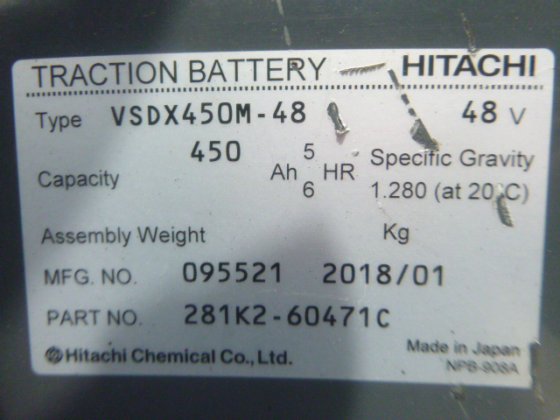 TRACTION BATTERY HITACHI
Type VSDX450M-48 48 V
Capacity 450 Ah 5 HR Specific Gravity
6 1.280 (at 20°C)
Assembly Weight Kg
MFG. NO. 095521 2018/01
PART NO. 281K2-60471C
Hitachi Chemical Co., Ltd. Made in Japan
NPB-908A